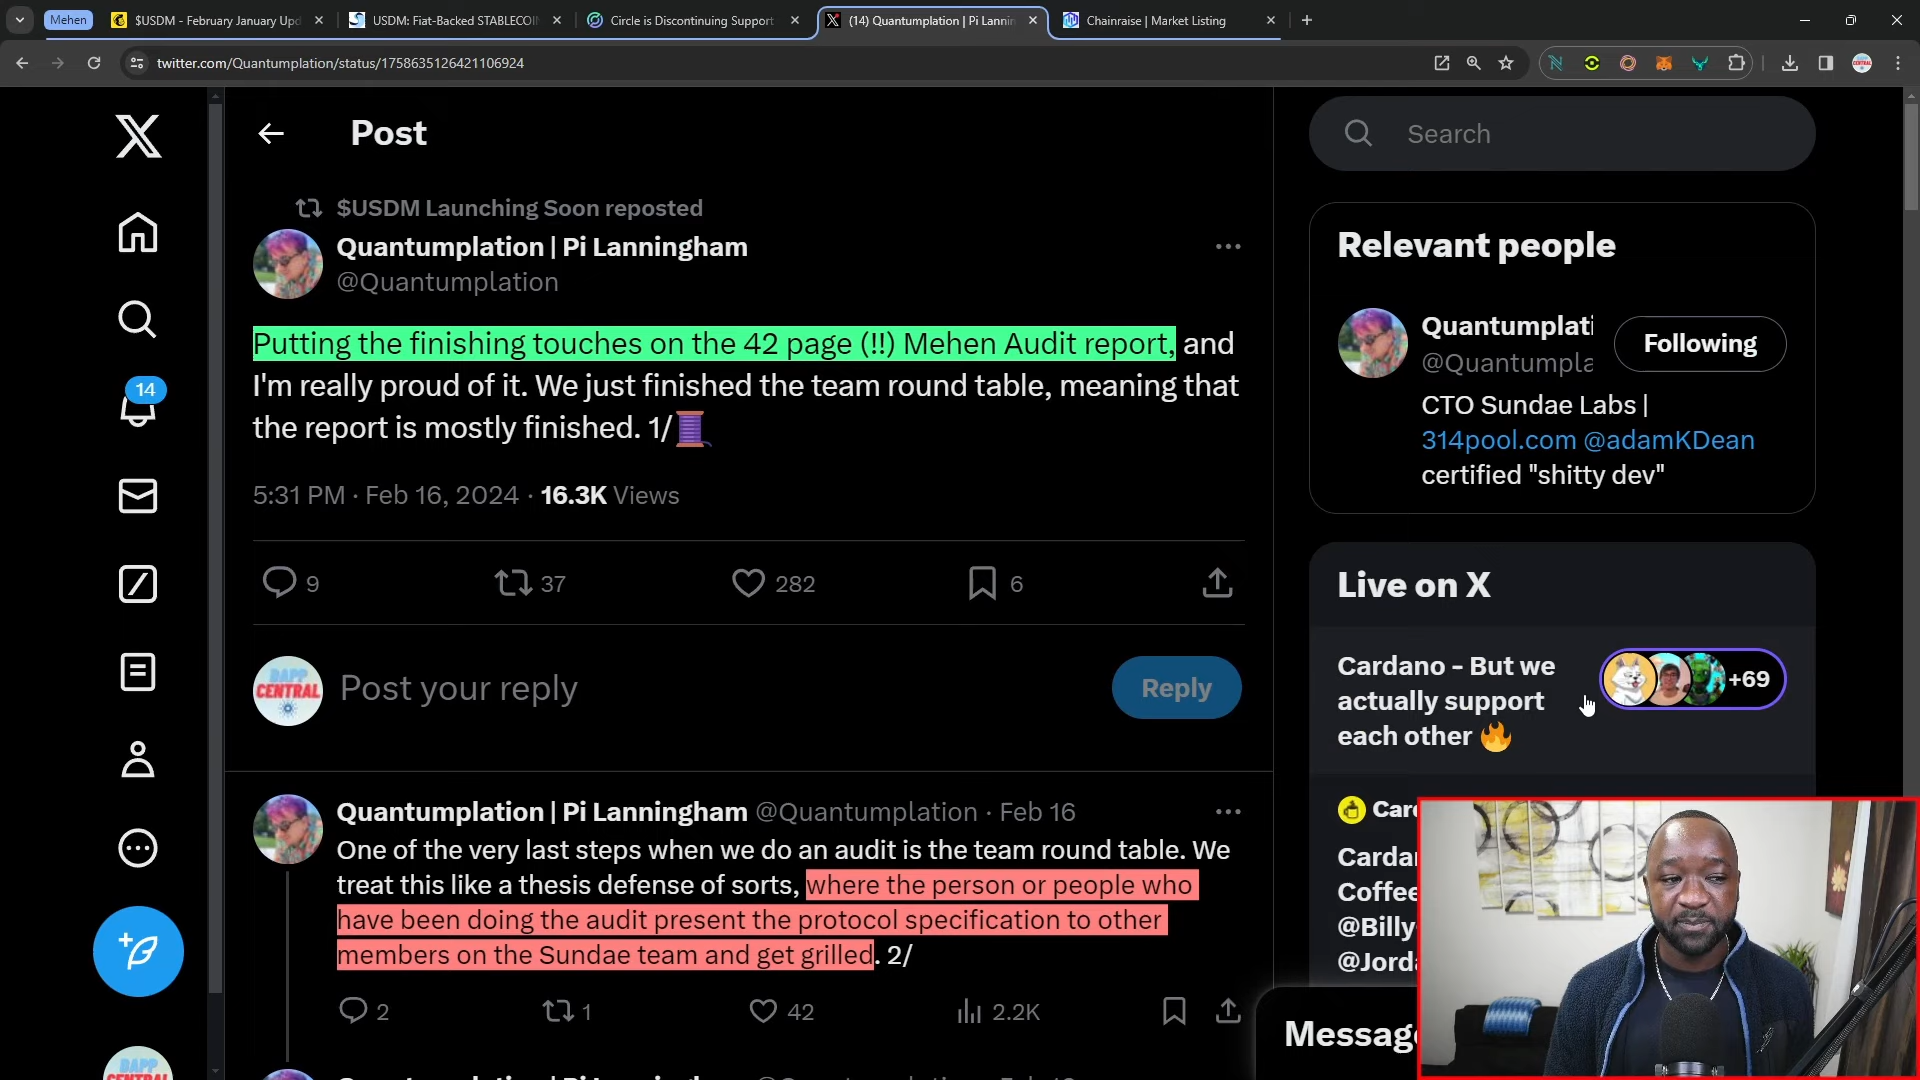 Mehen
$USDM - February January Upd
USDM: Fiat-Backed STABLECOI
Circle is Discontinuing Support
(14) Quantumplation | Pi Lannin
Chainraise | Market Listing
twitter.com/Quantumplation/status/1758635126421106924
Post
Search
$USDM Launching Soon reposted
Quantumplation | Pi Lanningham
@Quantumplation
Putting the finishing touches on the 42 page (!!) Mehen Audit report, and
I'm really proud of it. We just finished the team round table, meaning that
the report is mostly finished. 1/
5:31 PM · Feb 16, 2024 · 16.3K Views
9 37 282 6
CENTRAL
Post your reply
Reply
Quantumplation | Pi Lanningham @Quantumplation · Feb 16
One of the very last steps when we do an audit is the team round table. We
treat this like a thesis defense of sorts, where the person or people who
have been doing the audit present the protocol specification to other
members on the Sundae team and get grilled. 2/
2 1 42 2.2K
14
Relevant people
Quantumplati
@Quantumpla
Following
CTO Sundae Labs |
314pool.com @adamKDean
certified "shitty dev"
Live on X
Cardano - But we
actually support
each other
+69
Card
Cardan
Coffee
@Billy
@Jorda
Message